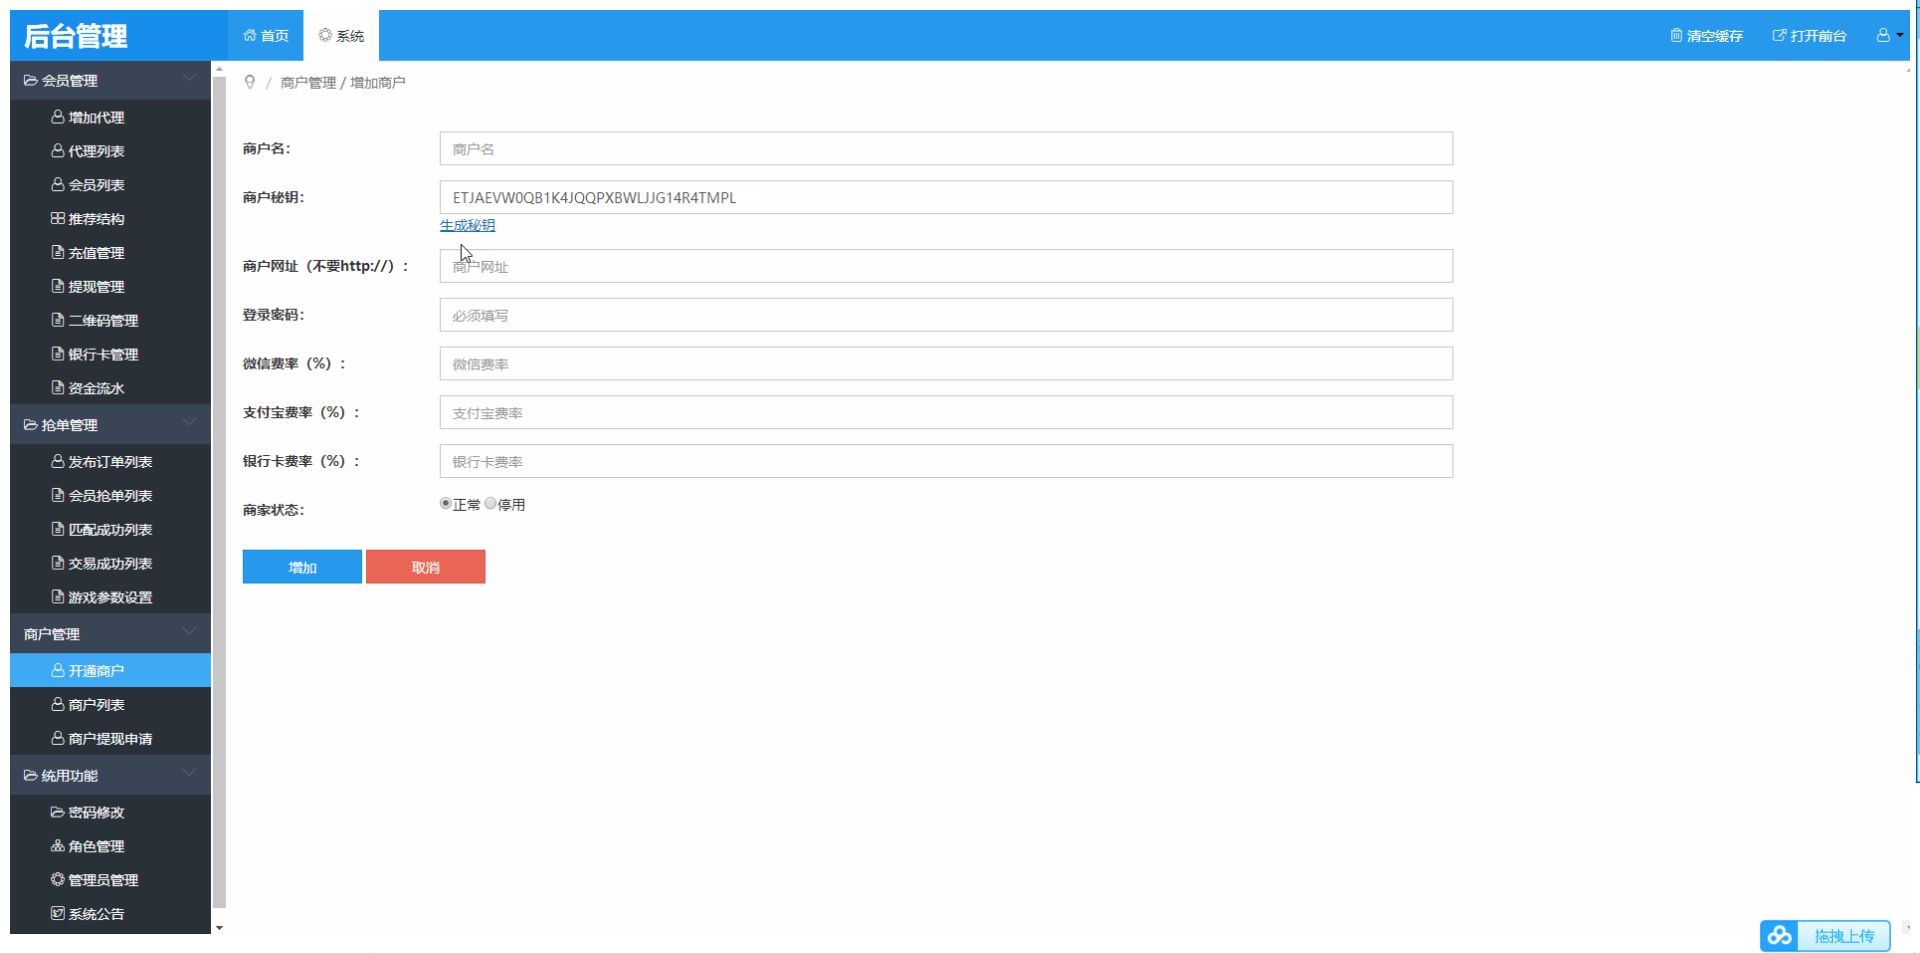 后台管理
首页
系统
清空缓存
打开前台
会员管理
增加代理
代理列表
会员列表
推荐结构
充值管理
提现管理
二维码管理
银行卡管理
资金流水
抢单管理
发布订单列表
会员抢单列表
匹配成功列表
交易成功列表
游戏参数设置
商户管理
开通商户
商户列表
商户提现申请
统用功能
密码修改
角色管理
管理员管理
系统公告
/ 商户管理 / 增加商户
商户名：
商户名
商户秘钥：
ETJAEVW0QB1K4JQQPXBWLJJG14R4TMPL
生成秘钥
商户网址（不要http://）：
商户网址
登录密码：
必须填写
微信费率（%）：
微信费率
支付宝费率（%）：
支付宝费率
银行卡费率（%）：
银行卡费率
商家状态：
正常 停用
增加
取消
拖拽上传